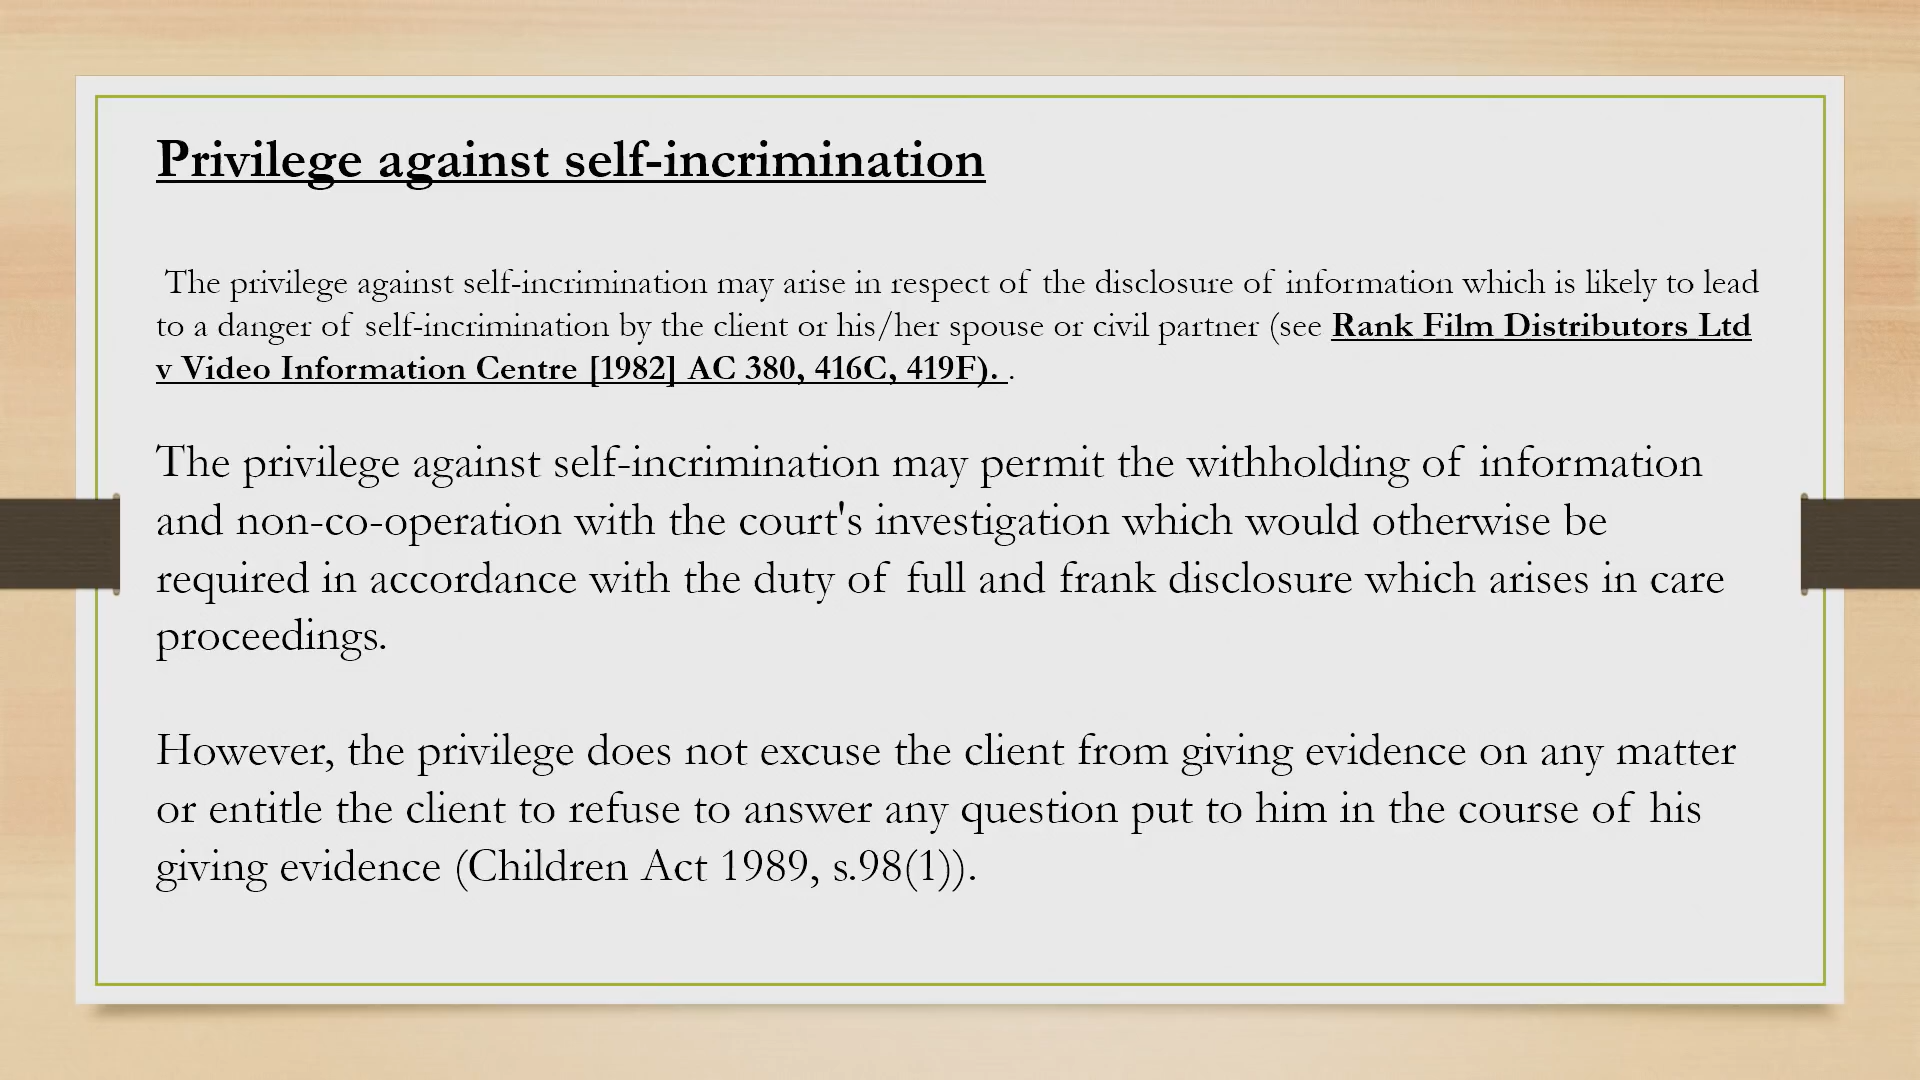 Privilege against self-incrimination
The privilege against self-incrimination may arise in respect of the disclosure of information which is likely to lead
to a danger of self-incrimination by the client or his/her spouse or civil partner (see Rank Film Distributors Ltd
v Video Information Centre [1982] AC 380, 416C, 419F). .
The privilege against self-incrimination may permit the withholding of information
and non-co-operation with the court's investigation which would otherwise be
required in accordance with the duty of full and frank disclosure which arises in care
proceedings.
However, the privilege does not excuse the client from giving evidence on any matter
or entitle the client to refuse to answer any question put to him in the course of his
giving evidence (Children Act 1989, s.98(1)).